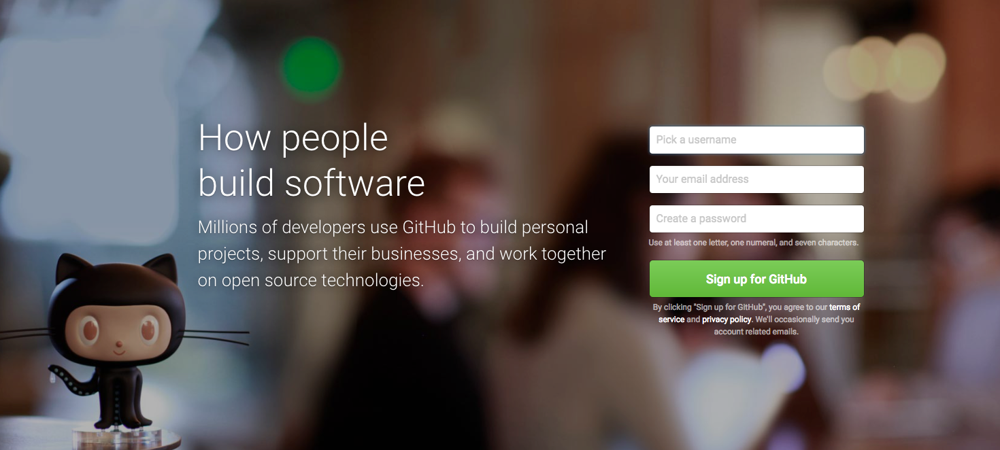 How people
build software
Millions of developers use GitHub to build personal
projects, support their businesses, and work together
on open source technologies.
Pick a username
Your email address
Create a password
Use at least one letter, one numeral, and seven characters.
Sign up for GitHub
By clicking "Sign up for GitHub", you agree to our terms of
service and privacy policy. We'll occasionally send you
account related emails.